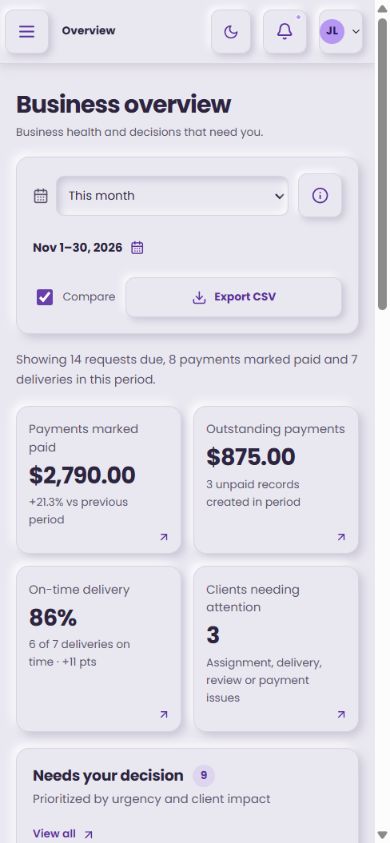 Overview
JL
Business overview
Business health and decisions that need you.
This month
Nov 1–30, 2026
Compare
Export CSV
Showing 14 requests due, 8 payments marked paid and 7
deliveries in this period.
Payments marked
paid
$2,790.00
+21.3% vs previous
period
Outstanding payments
$875.00
3 unpaid records
created in period
On-time delivery
86%
6 of 7 deliveries on
time · +11 pts
Clients needing
attention
3
Assignment, delivery,
review or payment
issues
Needs your decision 9
Prioritized by urgency and client impact
View all